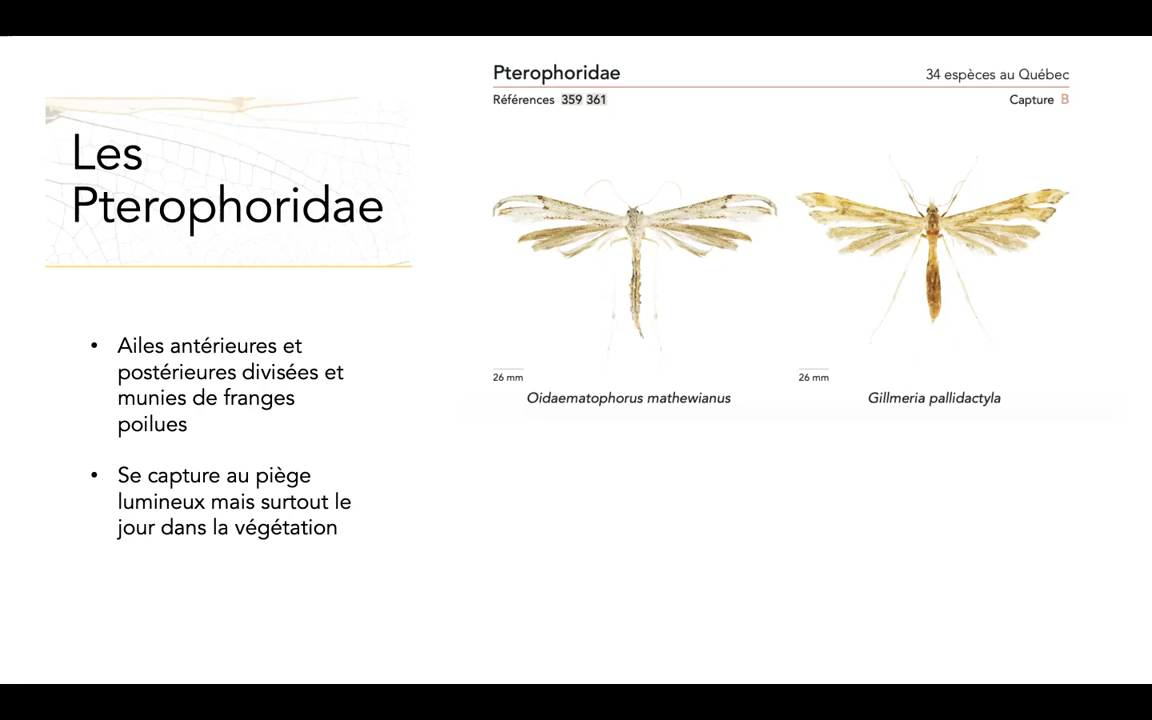 Les
Pterophoridae
• Ailes antérieures et
postérieures divisées et
munies de franges
poilues
• Se capture au piège
lumineux mais surtout le
jour dans la végétation
Pterophoridae
34 espèces au Québec
Références 359 361
Capture B
26 mm
Oidaematophorus mathewianus
26 mm
Gillmeria pallidactyla